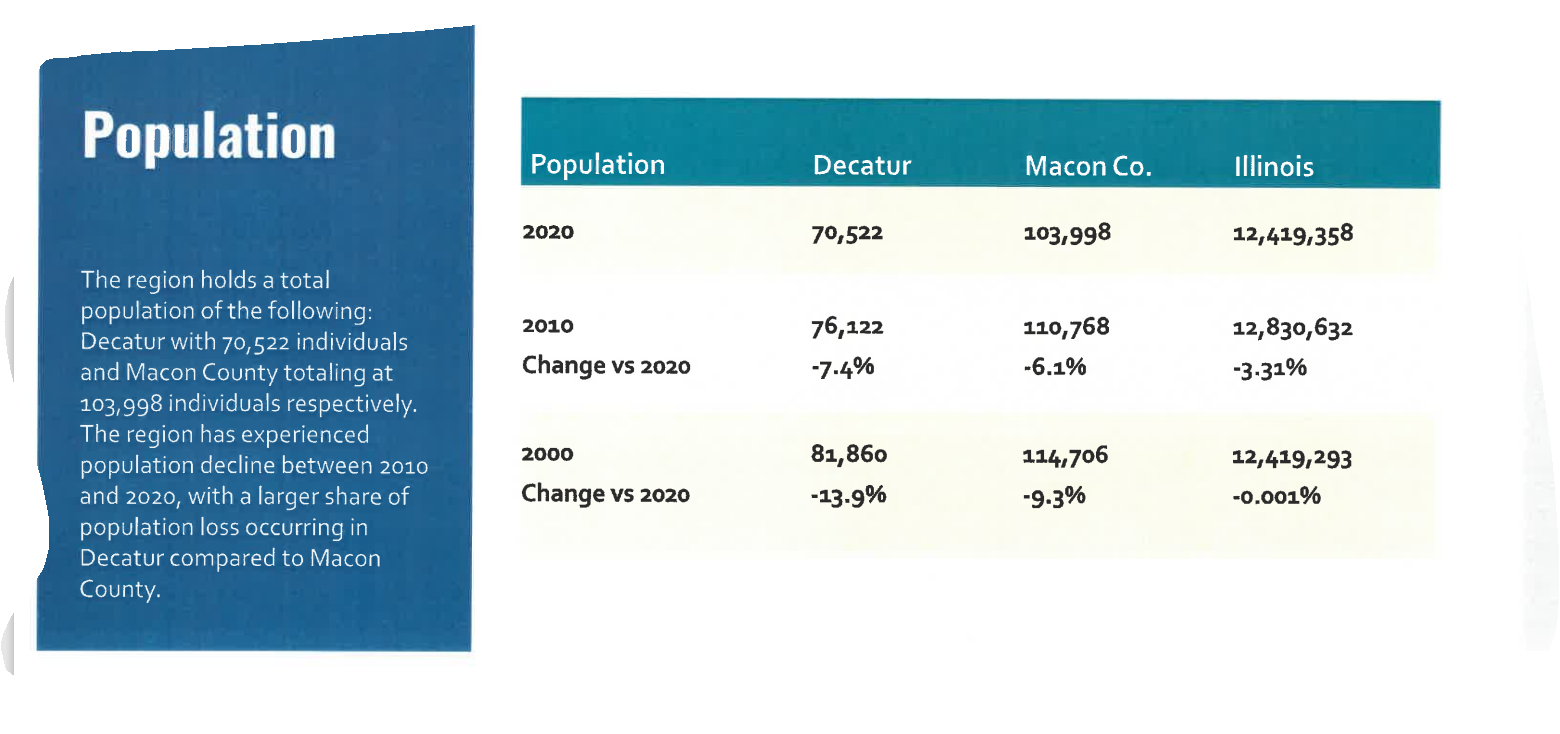 Population
The region holds a total
population of the following:
Decatur with 70,522 individuals
and Macon County totaling at
103,998 individuals respectively.
The region has experienced
population decline between 2010
and 2020, with a larger share of
population loss occurring in
Decatur compared to Macon
County.
Population Decatur Macon Co. Illinois
2020 70,522 103,998 12,419,358
2010 76,122 110,768 12,830,632
Change vs 2020 -7.4% -6.1% -3.31%
2000 81,860 114,706 12,419,293
Change vs 2020 -13.9% -9.3% -0.001%